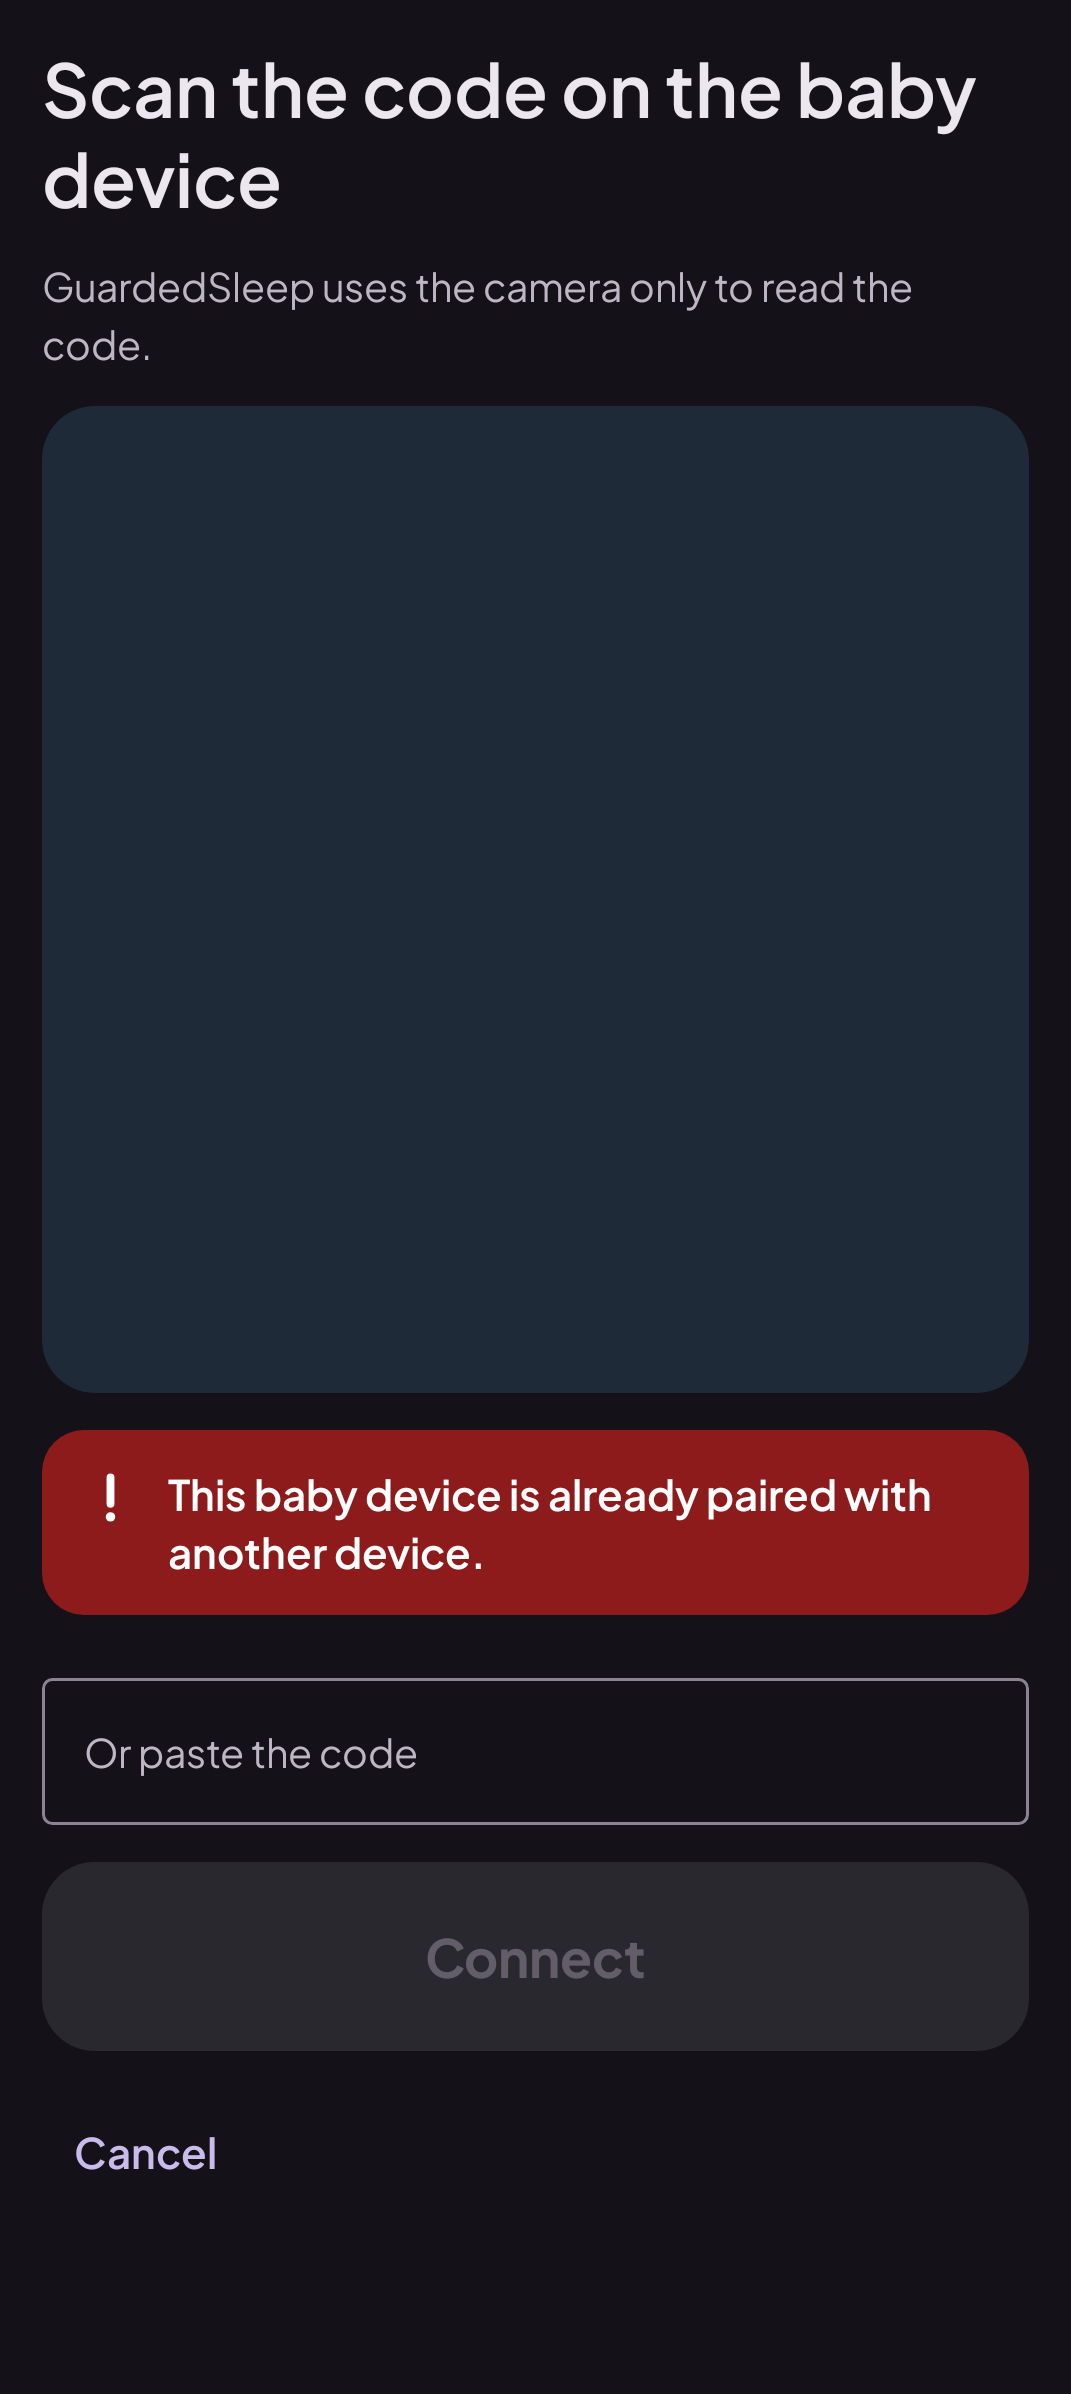 Scan the code on the baby
device
GuardedSleep uses the camera only to read the
code.
This baby device is already paired with
another device.
Or paste the code
Connect
Cancel